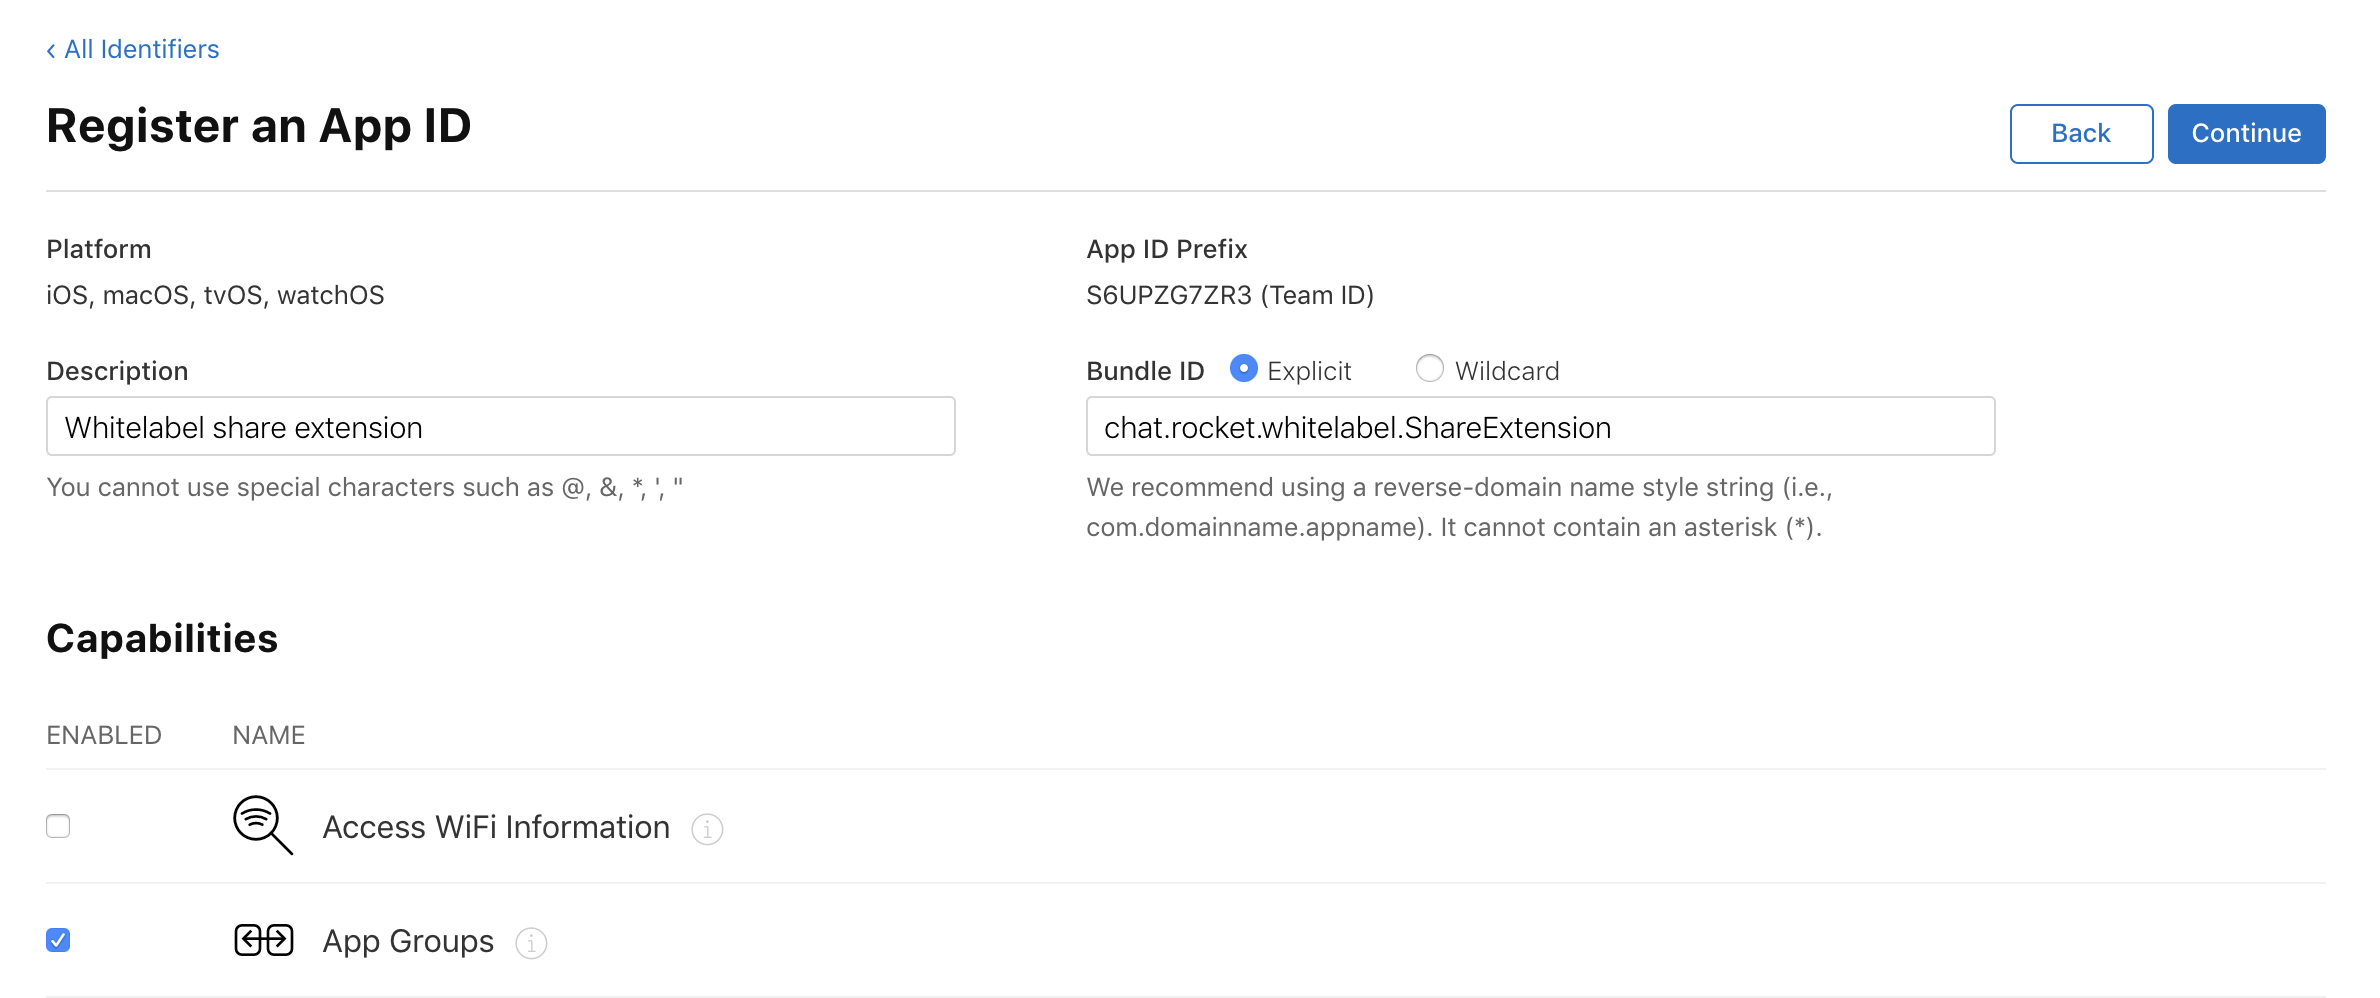 ‹ All Identifiers
Register an App ID
Back
Continue
Platform
iOS, macOS, tvOS, watchOS
App ID Prefix
S6UPZG7ZR3 (Team ID)
Description
Whitelabel share extension
You cannot use special characters such as @, &, *, ', "
Bundle ID Explicit Wildcard
chat.rocket.whitelabel.ShareExtension
We recommend using a reverse-domain name style string (i.e.,
com.domainname.appname). It cannot contain an asterisk (*).
Capabilities
ENABLED NAME
Access WiFi Information
App Groups